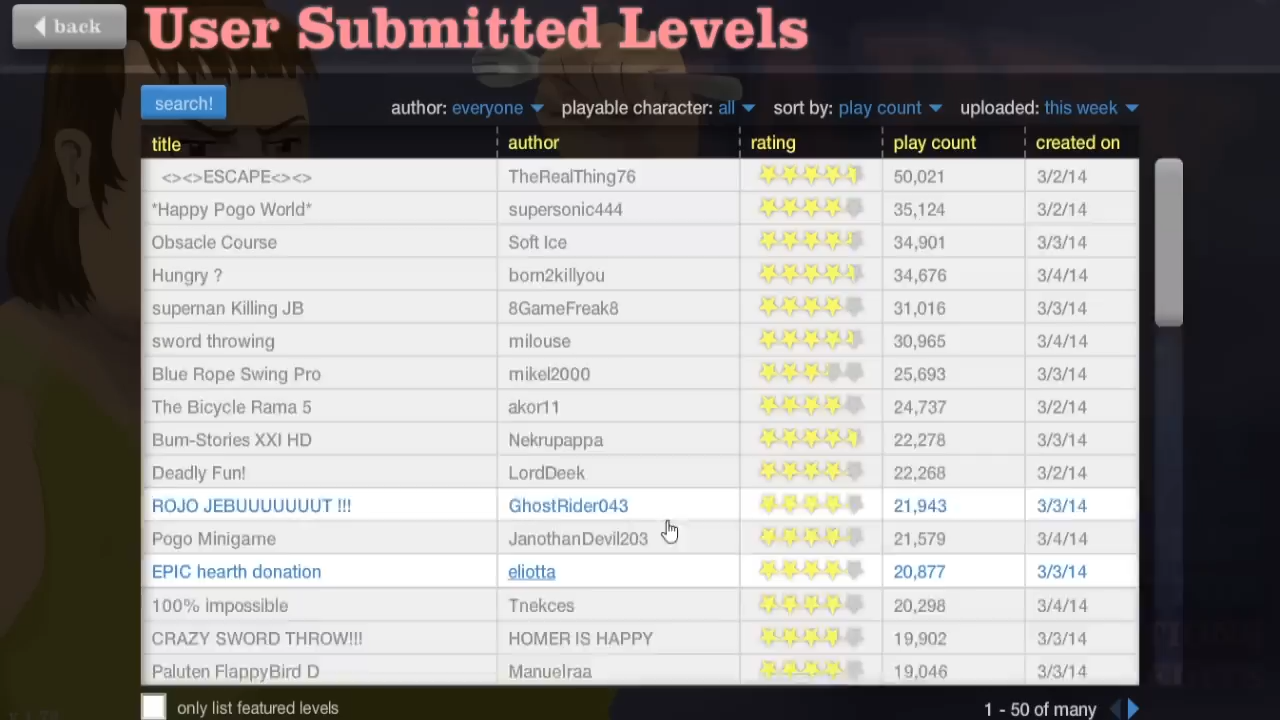 back
User Submitted Levels
search!
author: everyone playable character: all sort by: play count uploaded: this week
title author rating play count created on
<><>ESCAPE<><> TheRealThing76 50,021 3/2/14
*Happy Pogo World* supersonic444 35,124 3/2/14
Obsacle Course Soft Ice 34,901 3/3/14
Hungry ? born2killyou 34,676 3/4/14
supernan Killing JB 8GameFreak8 31,016 3/3/14
sword throwing milouse 30,965 3/4/14
Blue Rope Swing Pro mikel2000 25,693 3/3/14
The Bicycle Rama 5 akor11 24,737 3/2/14
Bum-Stories XXI HD Nekrupappa 22,278 3/3/14
Deadly Fun! LordDeek 22,268 3/2/14
ROJO JEBUUUUUUUT !!! GhostRider043 21,943 3/3/14
Pogo Minigame JanothanDevil203 21,579 3/4/14
EPIC hearth donation eliotta 20,877 3/3/14
100% impossible Tnekces 20,298 3/4/14
CRAZY SWORD THROW!!! HOMER IS HAPPY 19,902 3/3/14
Paluten FlappyBird D Manuelraa 19,046 3/3/14
only list featured levels
1 - 50 of many